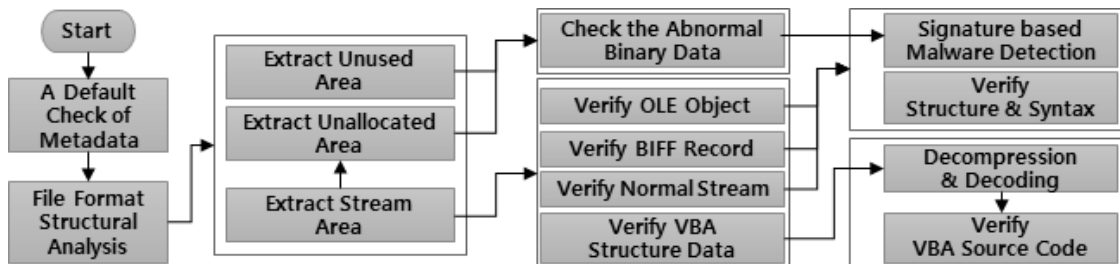 Start
A Default
Check of
Metadata
File Format
Structural
Analysis
Extract Unused
Area
Extract Unallocated
Area
Extract Stream
Area
Check the Abnormal
Binary Data
Verify OLE Object
Verify BIFF Record
Verify Normal Stream
Verify VBA
Structure Data
Signature based
Malware Detection
Verify
Structure & Syntax
Decompression
& Decoding
Verify
VBA Source Code